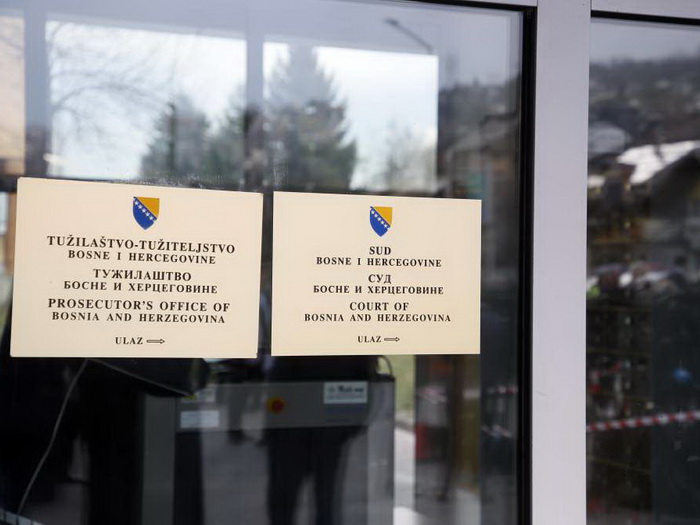 TUŽILAŠTVO-TUŽITELJSTVO
BOSNE I HERCEGOVINE
ТУЖИЛАШТВО
БОСНЕ И ХЕРЦЕГОВИНЕ
PROSECUTOR'S OFFICE OF
BOSNIA AND HERZEGOVINA
ULAZ ⇒
SUD
BOSNE I HERCEGOVINE
СУД
БОСНЕ И ХЕРЦЕГОВИНЕ
COURT OF
BOSNIA AND HERZEGOVINA
ULAZ ⇒